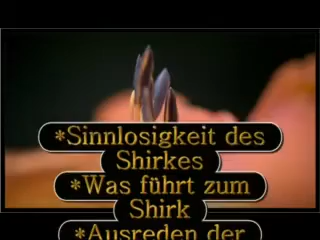 *Sinnlosigkeit des
Shirkes
*Was führt zum
Shirk
*Ausreden der